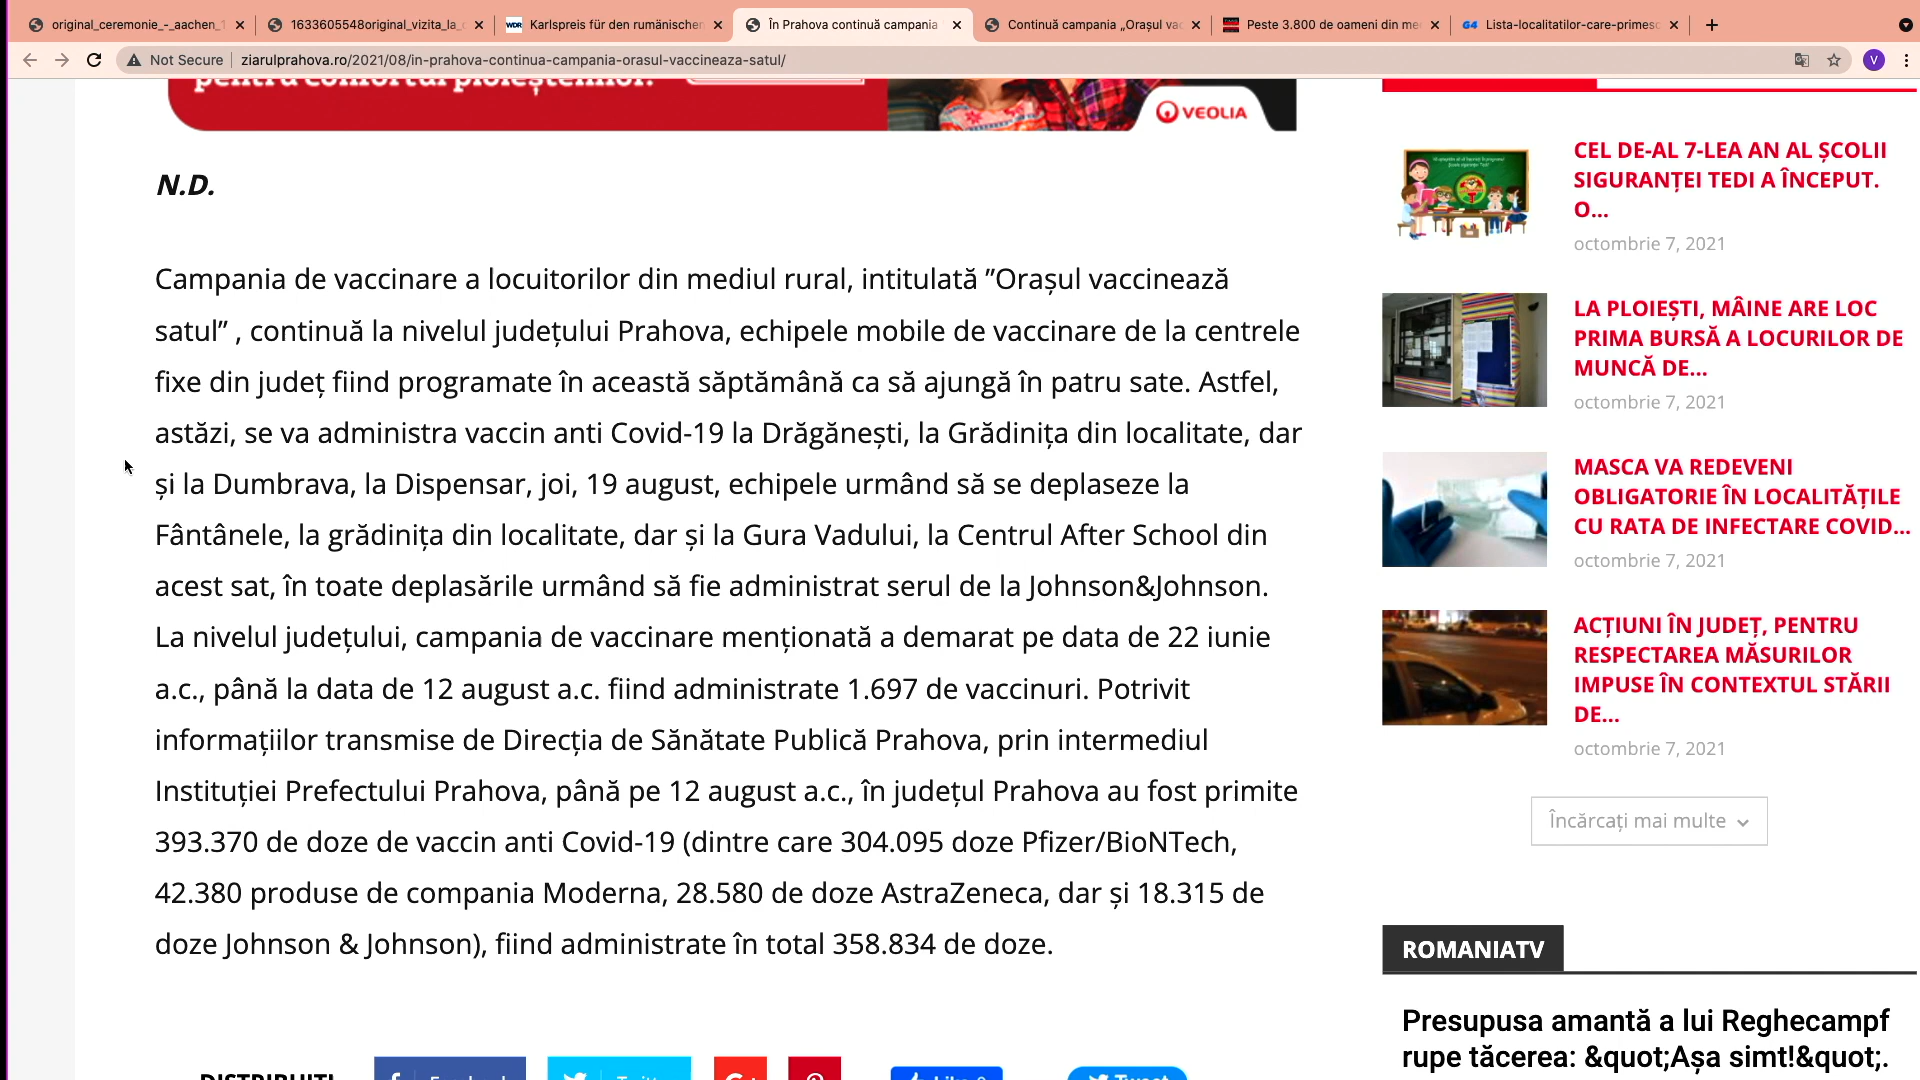 original_ceremonie_-_aachen_1
1633605548original_vizita_la_c
WDR Karlspreis für den rumänischen
În Prahova continuă campania
Continuă campania „Orașul vac
Peste 3.800 de oameni din me
G4 Lista-localitatilor-care-primesc
Not Secure ziarulprahova.ro/2021/08/in-prahova-continua-campania-orasul-vaccineaza-satul/
V
pentru confortul ploieștenilor.
VEOLIA
N.D.
Campania de vaccinare a locuitorilor din mediul rural, intitulată ”Orașul vaccinează
satul” , continuă la nivelul județului Prahova, echipele mobile de vaccinare de la centrele
fixe din județ fiind programate în această săptămână ca să ajungă în patru sate. Astfel,
astăzi, se va administra vaccin anti Covid-19 la Drăgănești, la Grădinița din localitate, dar
și la Dumbrava, la Dispensar, joi, 19 august, echipele urmând să se deplaseze la
Fântânele, la grădinița din localitate, dar și la Gura Vadului, la Centrul After School din
acest sat, în toate deplasările urmând să fie administrat serul de la Johnson&Johnson.
La nivelul județului, campania de vaccinare menționată a demarat pe data de 22 iunie
a.c., până la data de 12 august a.c. fiind administrate 1.697 de vaccinuri. Potrivit
informațiilor transmise de Direcția de Sănătate Publică Prahova, prin intermediul
Instituției Prefectului Prahova, până pe 12 august a.c., în județul Prahova au fost primite
393.370 de doze de vaccin anti Covid-19 (dintre care 304.095 doze Pfizer/BioNTech,
42.380 produse de compania Moderna, 28.580 de doze AstraZeneca, dar și 18.315 de
doze Johnson & Johnson), fiind administrate în total 358.834 de doze.
DISTRIBUIȚI
Facebook
Twitter
Like 0
Tweet
CEL DE-AL 7-LEA AN AL ȘCOLII
SIGURANȚEI TEDI A ÎNCEPUT.
O...
octombrie 7, 2021
LA PLOIEȘTI, MÂINE ARE LOC
PRIMA BURSĂ A LOCURILOR DE
MUNCĂ DE...
octombrie 7, 2021
MASCA VA REDEVENI
OBLIGATORIE ÎN LOCALITĂȚILE
CU RATA DE INFECTARE COVID...
octombrie 7, 2021
ACȚIUNI ÎN JUDEȚ, PENTRU
RESPECTAREA MĂSURILOR
IMPUSE ÎN CONTEXTUL STĂRII
DE...
octombrie 7, 2021
Încărcați mai multe
ROMANIATV
Presupusa amantă a lui Reghecampf
rupe tăcerea: &quot;Aşa simt!&quot;.